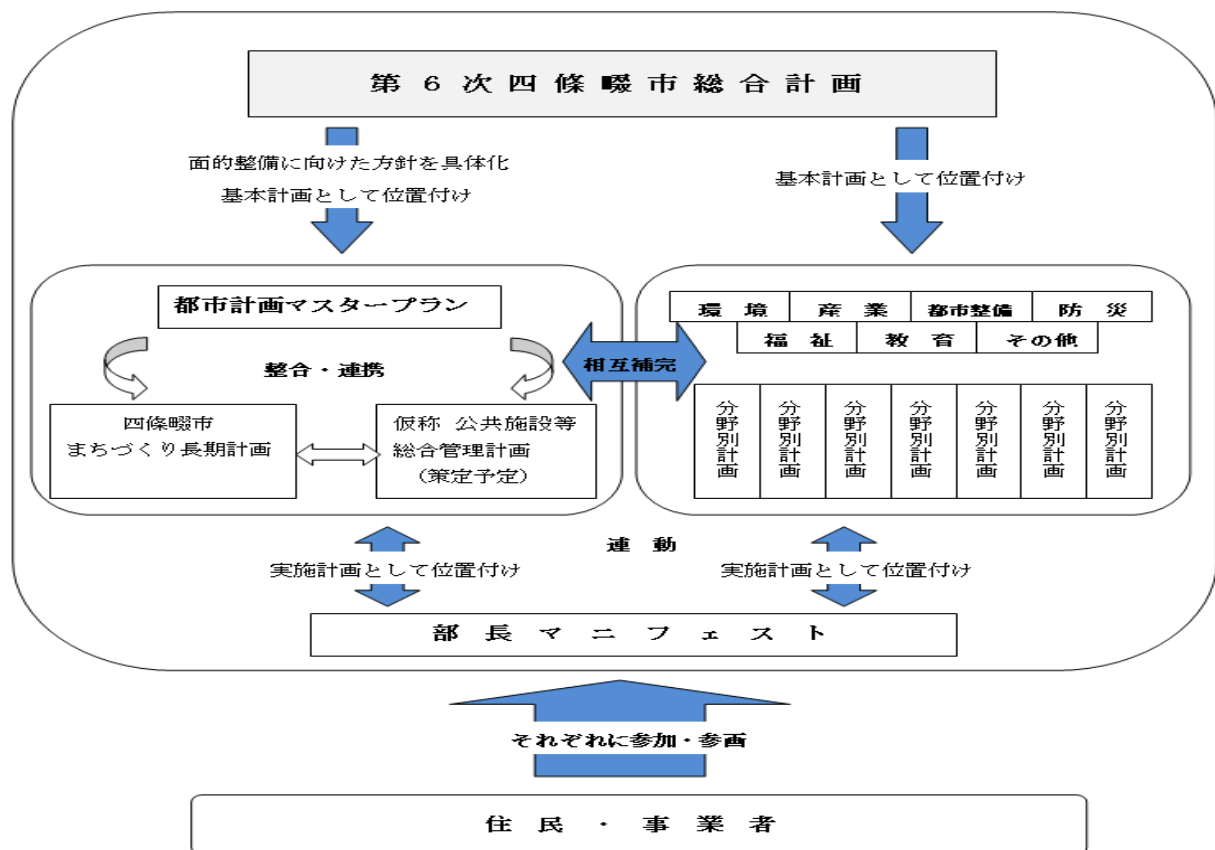 第6次四條畷市総合計画
面的整備に向けた方針を具体化
基本計画として位置付け
基本計画として位置付け
都市計画マスタープラン
整合・連携
四條畷市
まちづくり長期計画
仮称 公共施設等
総合管理計画
(策定予定)
相互補完
環境 産業 都市整備 防災
福祉 教育 その他
分野別計画
分野別計画
分野別計画
分野別計画
分野別計画
分野別計画
分野別計画
連動
実施計画として位置付け
実施計画として位置付け
部長マニフェスト
それぞれに参加・参画
住民・事業者